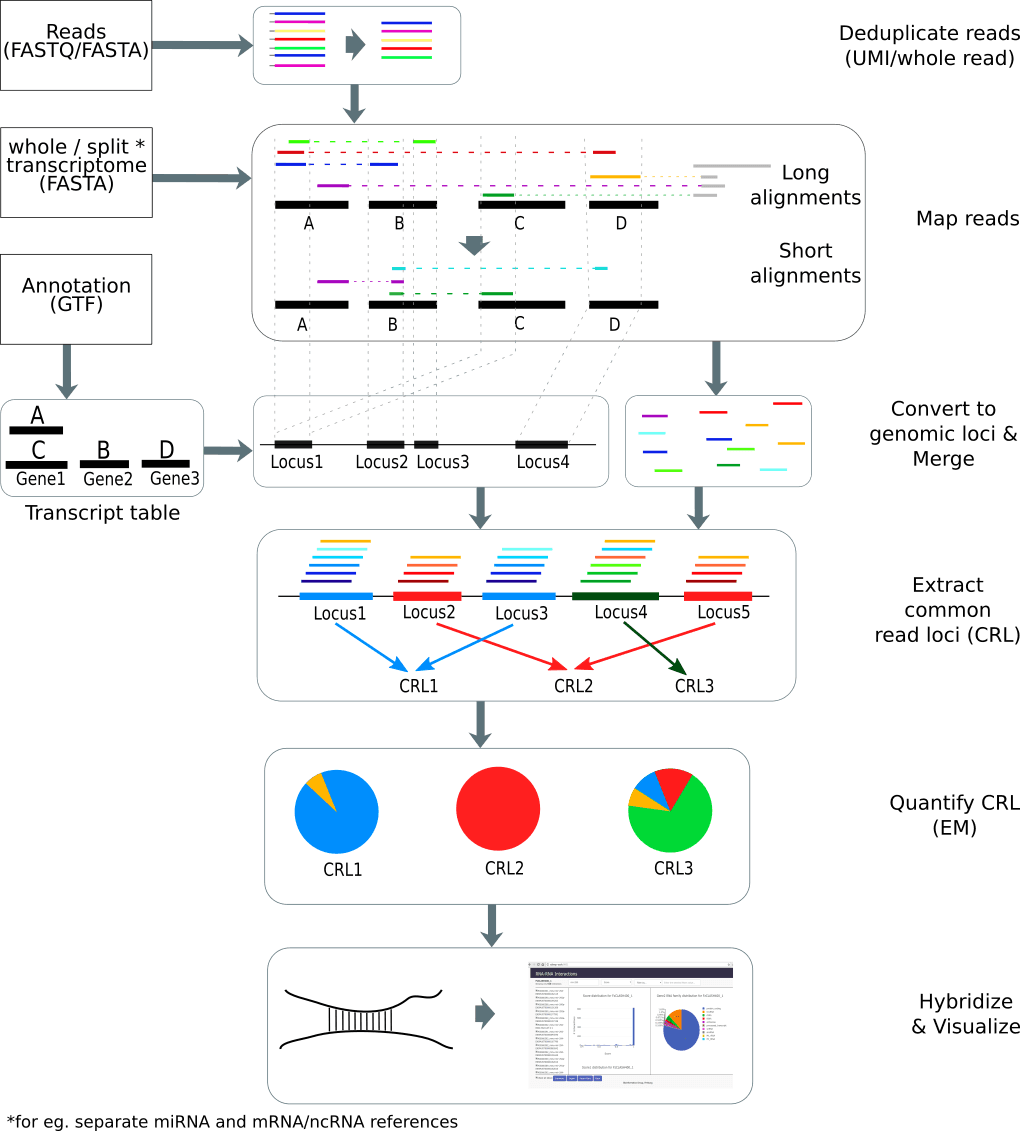 Reads
(FASTQ/FASTA)
Deduplicate reads
(UMI/whole read)
whole / split *
transcriptome
(FASTA)
Long
alignments
A B C D
Map reads
Short
alignments
A B C D
Annotation
(GTF)
A
C B D
Gene1 Gene2 Gene3
Transcript table
Locus1 Locus2 Locus3 Locus4
Convert to
genomic loci &
Merge
Locus1 Locus2 Locus3 Locus4 Locus5
CRL1 CRL2 CRL3
Extract
common
read loci (CRL)
CRL1 CRL2 CRL3
Quantify CRL
(EM)
RNA-RNA Interactions
Hybridize
& Visualize
*for eg. separate miRNA and mRNA/ncRNA references